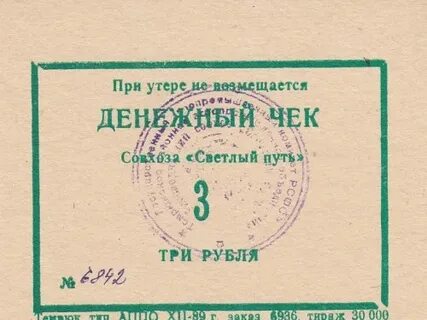 При утере не возмещается
ДЕНЕЖНЫЙ ЧЕК
Совхоза «Светлый путь»
3
ТРИ РУБЛЯ
№ 6842
Темрюк тип. АППО XII-89 г. заказ 6936, тираж 30 000